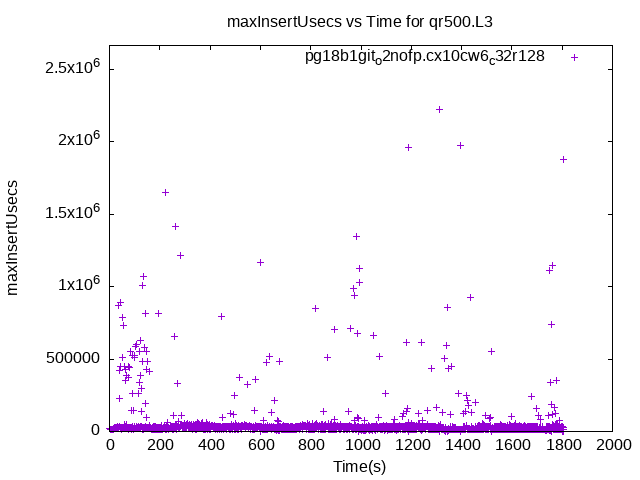 maxInsertUsecs vs Time for qr500.L3
pg18b1git_o2nofp.cx10cw6_c32r128
2.5x10^6
2x10^6
1.5x10^6
1x10^6
500000
0
maxInsertUsecs
0 200 400 600 800 1000 1200 1400 1600 1800 2000
Time(s)